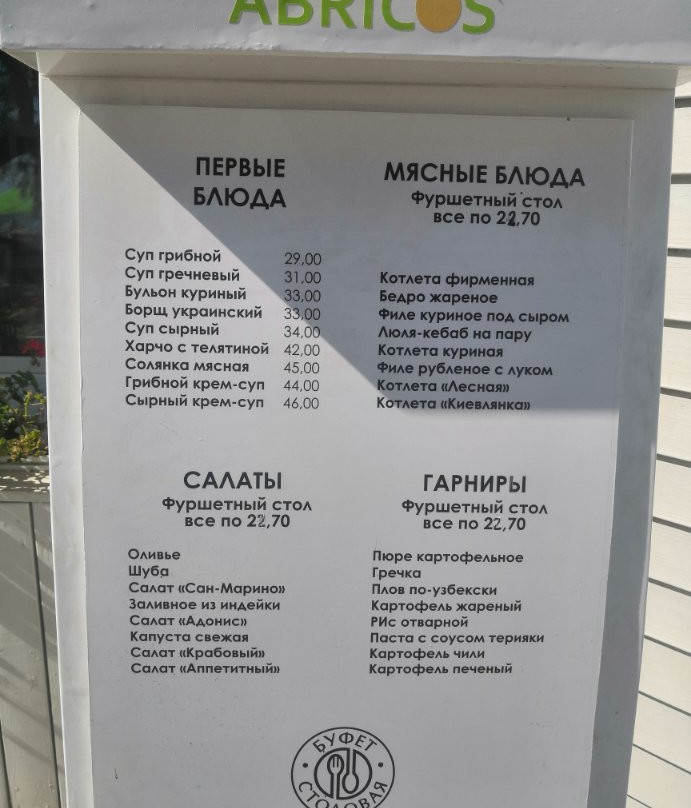 ABRICOS
ПЕРВЫЕ
БЛЮДА
Суп грибной 29,00
Суп гречневый 31,00
Бульон куриный 33,00
Борщ украинский 33,00
Суп сырный 34,00
Харчо с телятиной 42,00
Солянка мясная 45,00
Грибной крем-суп 44,00
Сырный крем-суп 46,00
МЯСНЫЕ БЛЮДА
Фуршетный стол
все по 22,70
Котлета фирменная
Бедро жареное
Филе куриное под сыром
Люля-кебаб на пару
Котлета куриная
Филе рубленое с луком
Котлета «Лесная»
Котлета «Киевлянка»
САЛАТЫ
Фуршетный стол
все по 22,70
Оливье
Шуба
Салат «Сан-Марино»
Заливное из индейки
Салат «Адонис»
Капуста свежая
Салат «Крабовый»
Салат «Аппетитный»
ГАРНИРЫ
Фуршетный стол
все по 22,70
Пюре картофельное
Гречка
Плов по-узбекски
Картофель жареный
РИс отварной
Паста с соусом терияки
Картофель чили
Картофель печеный
БУФЕТ
СТОЛОВАЯ